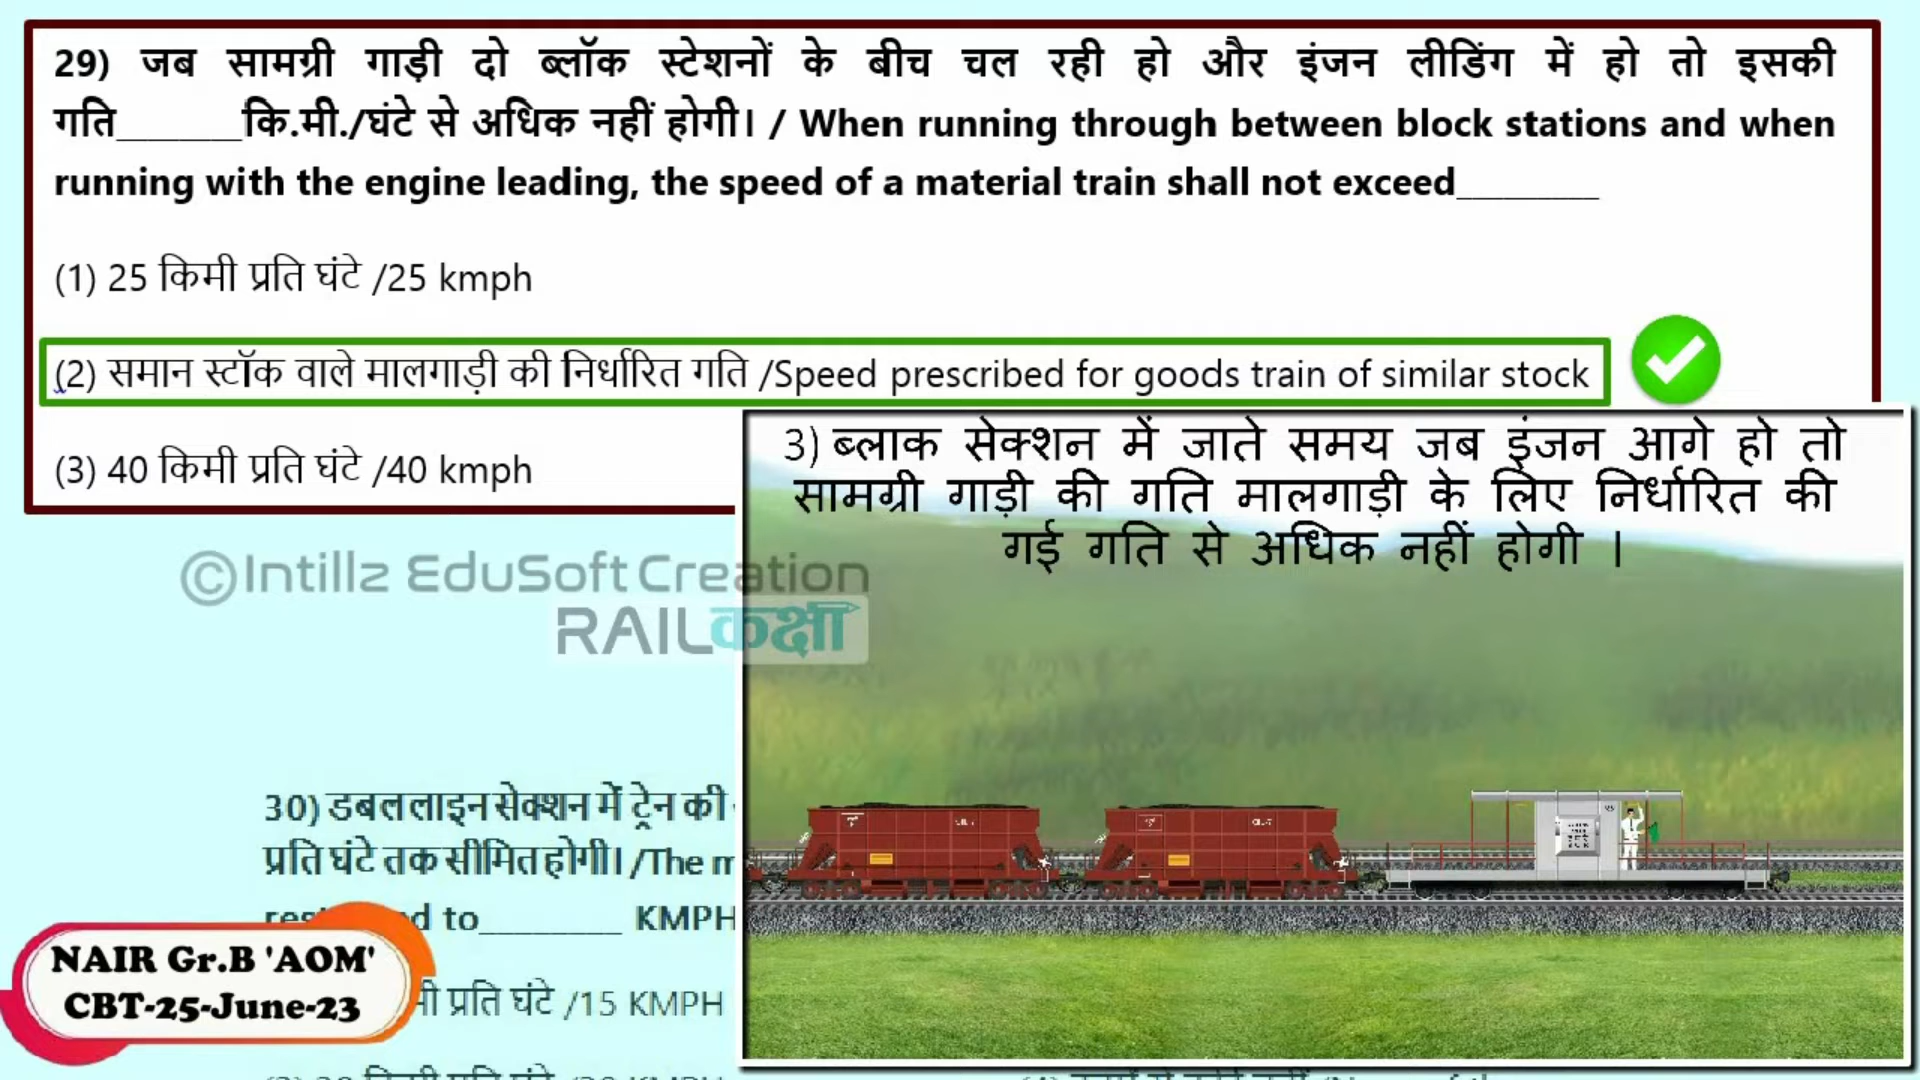 29) जब सामग्री गाड़ी दो ब्लॉक स्टेशनों के बीच चल रही हो और इंजन लीडिंग में हो तो इसकी
गति________कि.मी./घंटे से अधिक नहीं होगी। / When running through between block stations and when
running with the engine leading, the speed of a material train shall not exceed_________
(1) 25 किमी प्रति घंटे /25 kmph
(2) समान स्टॉक वाले मालगाड़ी की निर्धारित गति /Speed prescribed for goods train of similar stock
(3) 40 किमी प्रति घंटे /40 kmph
3) ब्लाक सेक्शन में जाते समय जब इंजन आगे हो तो
सामग्री गाड़ी की गति मालगाड़ी के लिए निर्धारित की
गई गति से अधिक नहीं होगी ।
©Intillz EduSoft Creation
RAILकक्षा
30) डबल लाइन सेक्शन में ट्रेन की
प्रति घंटे तक सीमित होगी। /The
to_________ KMPH
प्रति घंटे /15 KMPH
NAIR Gr.B 'AOM'
CBT-25-June-23